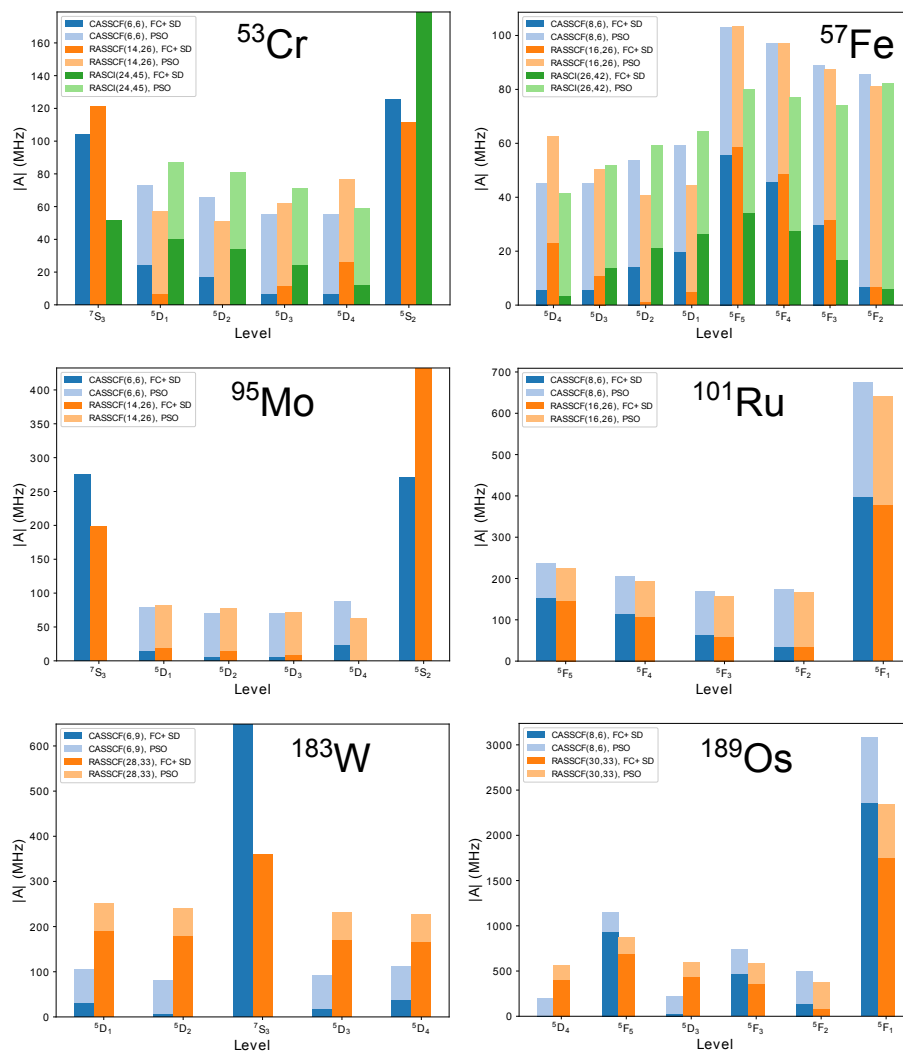 CASSCF(6,6), FC+ SD
CASSCF(6,6), PSO
RASSCF(14,26), FC+ SD
RASSCF(14,26), PSO
RASCI(24,45), FC+ SD
RASCI(24,45), PSO
⁵³Cr
|A| (MHz)
160
140
120
100
80
60
40
20
0
⁷S₃ ⁵D₁ ⁵D₂ ⁵D₃ ⁵D₄ ⁵S₂
Level
CASSCF(8,6), FC+ SD
CASSCF(8,6), PSO
RASSCF(16,26), FC+ SD
RASSCF(16,26), PSO
RASCI(26,42), FC+ SD
RASCI(26,42), PSO
⁵⁷Fe
|A| (MHz)
100
80
60
40
20
0
⁵D₄ ⁵D₃ ⁵D₂ ⁵D₁ ⁵F₅ ⁵F₄ ⁵F₃ ⁵F₂
Level
CASSCF(6,6), FC+ SD
CASSCF(6,6), PSO
RASSCF(14,26), FC+ SD
RASSCF(14,26), PSO
⁹⁵Mo
|A| (MHz)
400
350
300
250
200
150
100
50
0
⁷S₃ ⁵D₁ ⁵D₂ ⁵D₃ ⁵D₄ ⁵S₂
Level
CASSCF(8,6), FC+ SD
CASSCF(8,6), PSO
RASSCF(16,26), FC+ SD
RASSCF(16,26), PSO
¹⁰¹Ru
|A| (MHz)
700
600
500
400
300
200
100
0
⁵F₅ ⁵F₄ ⁵F₃ ⁵F₂ ⁵F₁
Level
CASSCF(6,9), FC+ SD
CASSCF(6,9), PSO
RASSCF(28,33), FC+ SD
RASSCF(28,33), PSO
¹⁸³W
|A| (MHz)
600
500
400
300
200
100
0
⁵D₁ ⁵D₂ ⁷S₃ ⁵D₃ ⁵D₄
Level
CASSCF(8,6), FC+ SD
CASSCF(8,6), PSO
RASSCF(30,33), FC+ SD
RASSCF(30,33), PSO
¹⁸⁹Os
|A| (MHz)
3000
2500
2000
1500
1000
500
0
⁵D₄ ⁵F₅ ⁵D₃ ⁵F₃ ⁵F₂ ⁵F₁
Level